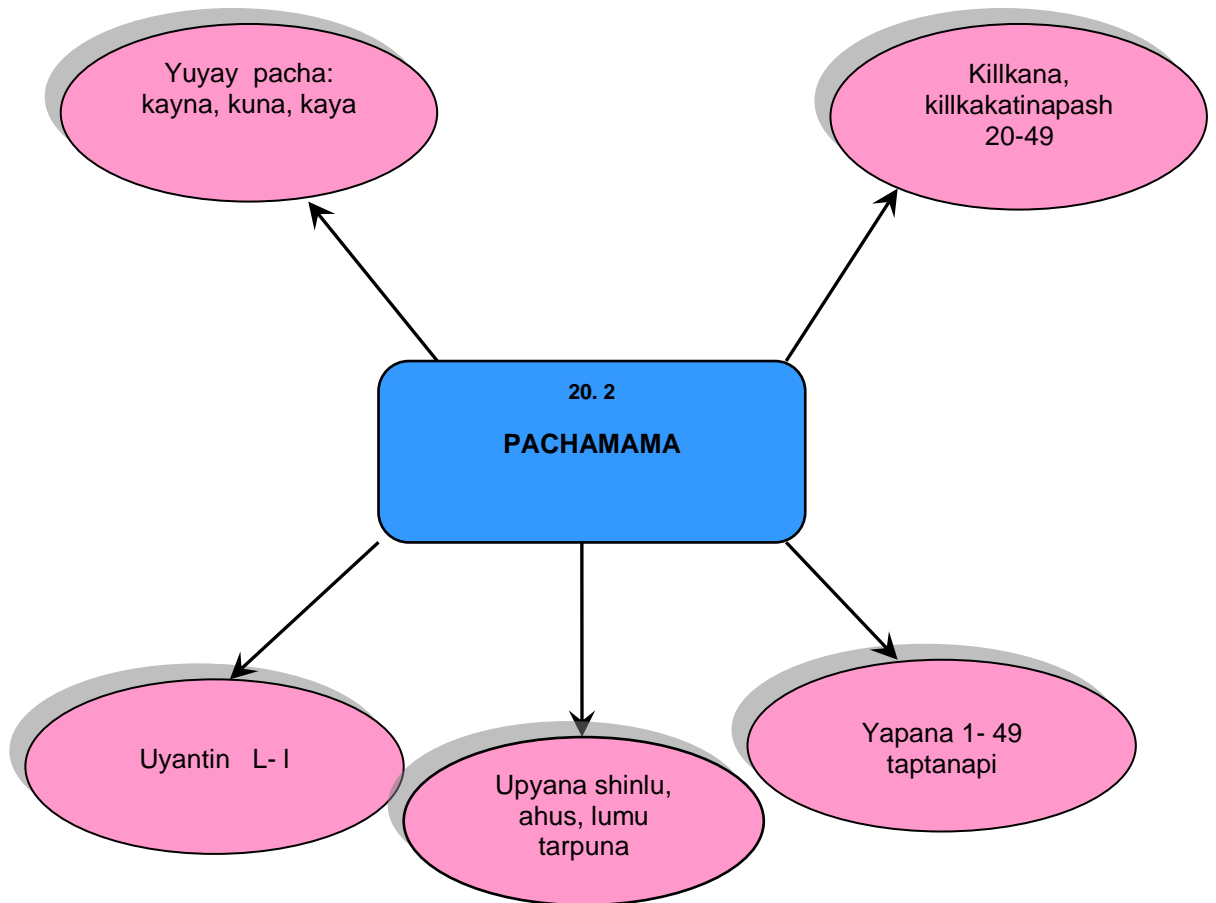 Yuyay pacha:
kayna, kuna, kaya
Killkana,
killkakatinapash
20-49
20. 2
PACHAMAMA
Uyantin L- l
Upyana shinlu,
ahus, lumu
tarpuna
Yapana 1- 49
taptanapi